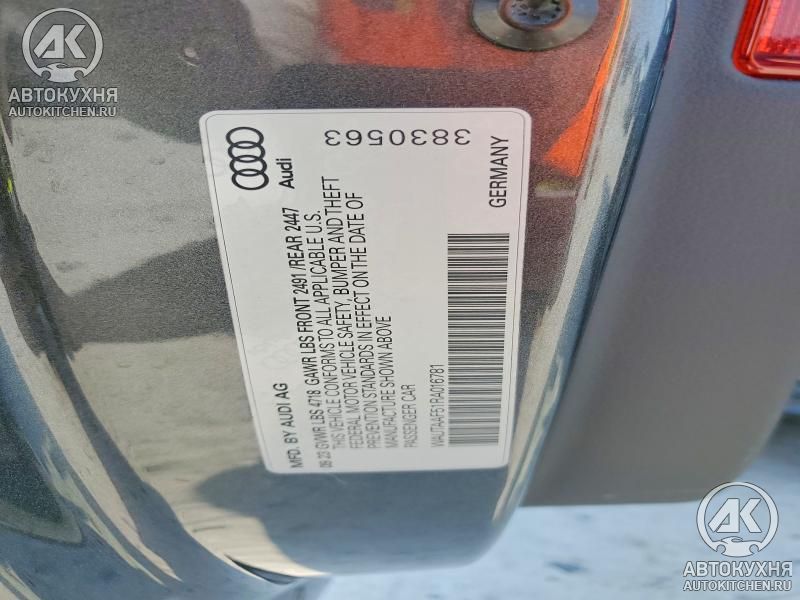 АВТОКУХНЯ
AUTOKITCHEN.RU
Audi
3830563
MFD. BY AUDI AG
GERMANY
09 23 GVWR LBS 4718 GAWR LBS FRONT 2491 /REAR 2447
THIS VEHICLE CONFORMS TO ALL APPLICABLE U.S.
FEDERAL MOTOR VEHICLE SAFETY, BUMPER AND THEFT
PREVENTION STANDARDS IN EFFECT ON THE DATE OF
MANUFACTURE SHOWN ABOVE
PASSENGER CAR
WAUTAAF51RA016781
АВТОКУХНЯ
AUTOKITCHEN.RU